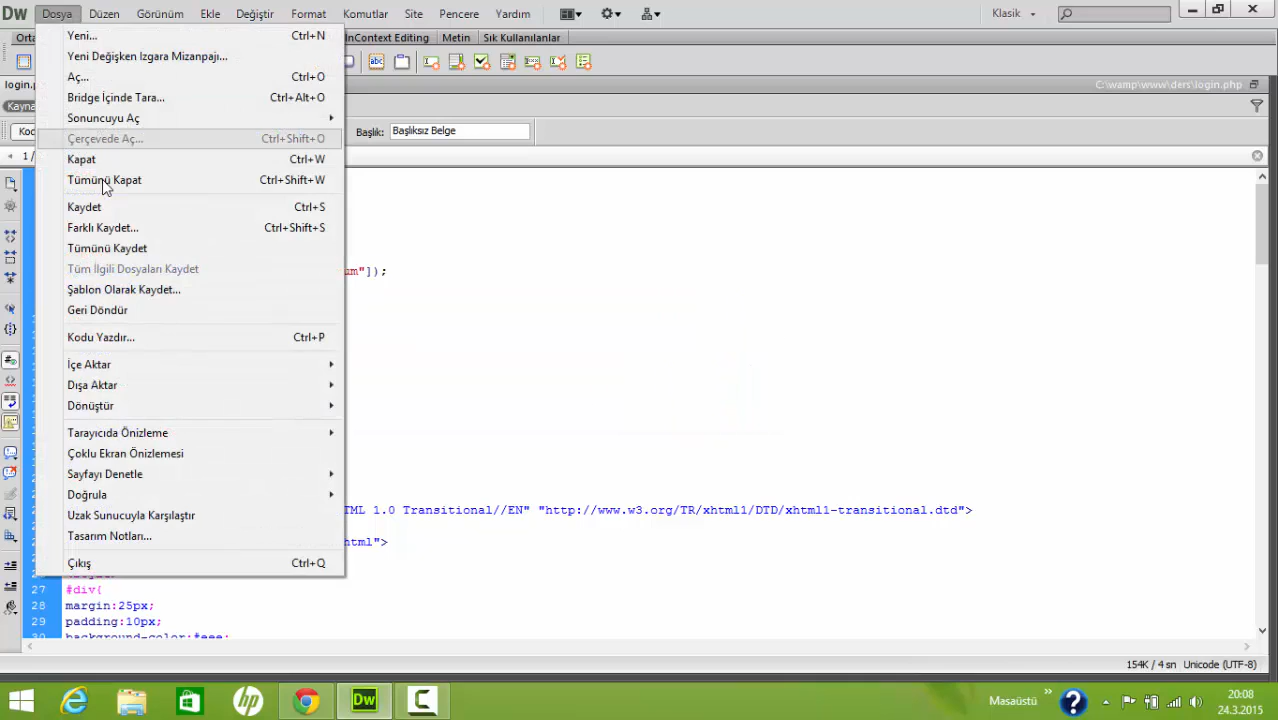 DW Dosya Düzen Görünüm Ekle Değiştir Format Komutlar Site Pencere Yardım Klasik
InContext Editing Metin Sık Kullanılanlar
C:\wamp\www\ders\login.php
Başlık: Başlıksız Belge
Yeni... Ctrl+N
Yeni Değişken Izgara Mizanpajı...
Aç... Ctrl+O
Bridge İçinde Tara... Ctrl+Alt+O
Sonuncuyu Aç
Çerçevede Aç... Ctrl+Shift+O
Kapat Ctrl+W
Tümünü Kapat Ctrl+Shift+W
Kaydet Ctrl+S
Farklı Kaydet... Ctrl+Shift+S
Tümünü Kaydet
Tüm İlgili Dosyaları Kaydet
Şablon Olarak Kaydet...
Geri Döndür
Kodu Yazdır... Ctrl+P
İçe Aktar
Dışa Aktar
Dönüştür
Tarayıcıda Önizleme
Çoklu Ekran Önizlemesi
Sayfayı Denetle
Doğrula
Uzak Sunucuyla Karşılaştır
Tasarım Notları...
Çıkış Ctrl+Q
um"]);
TML 1.0 Transitional//EN" "http://www.w3.org/TR/xhtml1/DTD/xhtml1-transitional.dtd">
html">
27 #div{
28 margin:25px;
29 padding:10px;
30 background-color:#eee;
154K / 4 sn Unicode (UTF-8)
hp Dw C Masaüstü » ? 20:08
24.3.2015